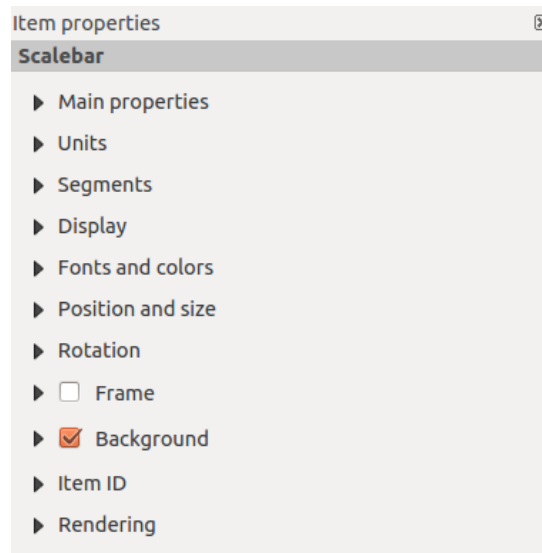 Item properties
Scalebar
Main properties
Units
Segments
Display
Fonts and colors
Position and size
Rotation
Frame
Background
Item ID
Rendering